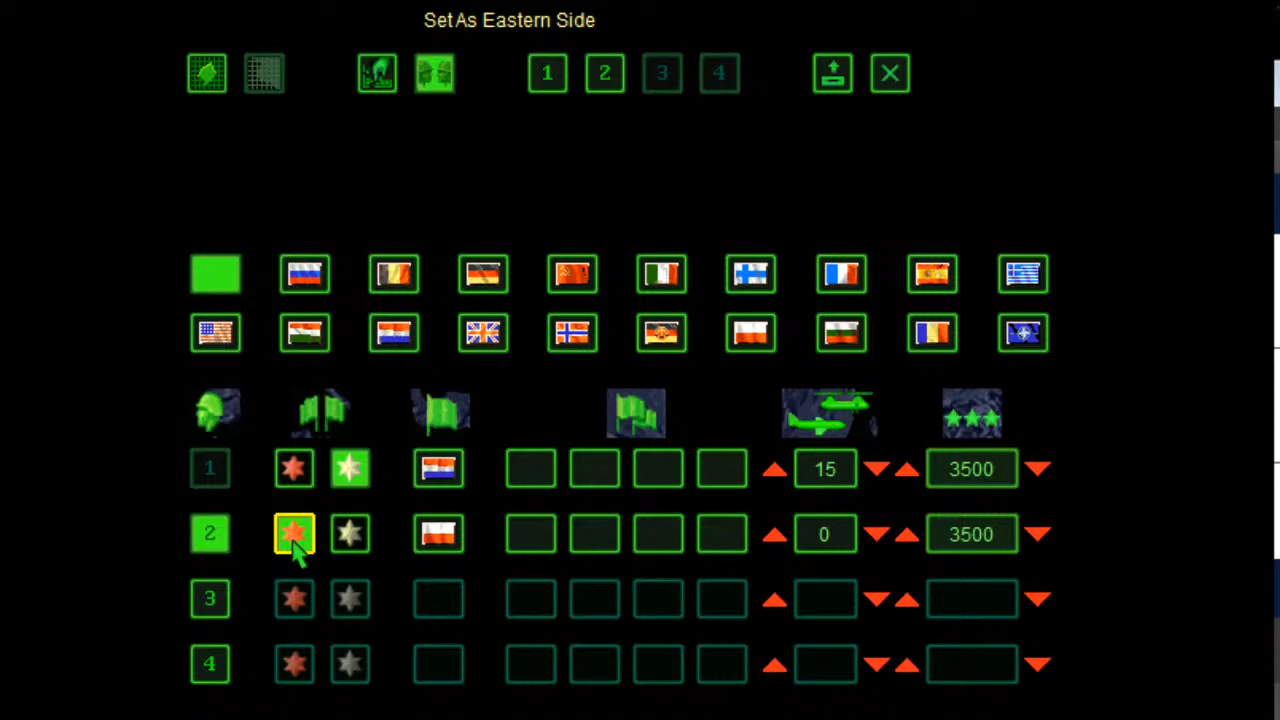 Set As Eastern Side
1 2 3 4
1 15 3500
2 0 3500
3
4